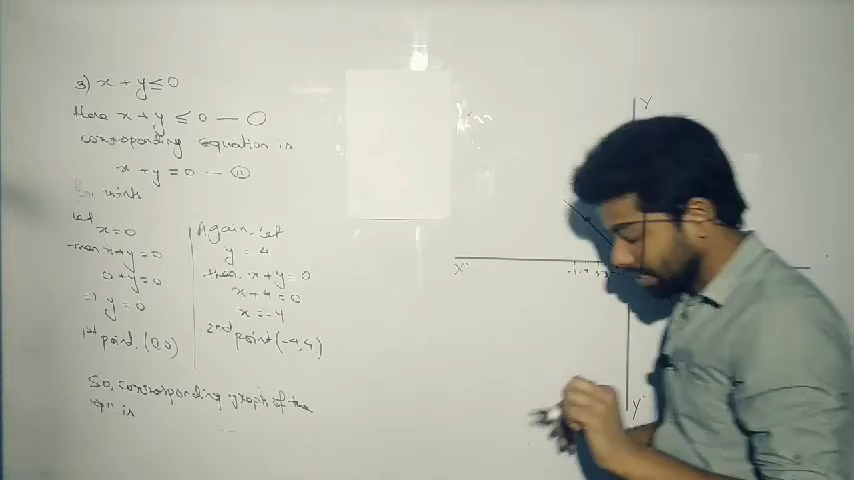 3) x + y ≤ 0
Here x + y ≤ 0 — ①
corresponding equation is
x + y = 0 — ⑪
For points
Let
x = 0
then x + y = 0
0 + y = 0
=) y = 0
1st point (0,0)
Again, let
y = 4
then x + y = 0
x + 4 = 0
x = -4
2nd point (-4,4)
So, corresponding graph of the
eqn is
Y
X'
Y'